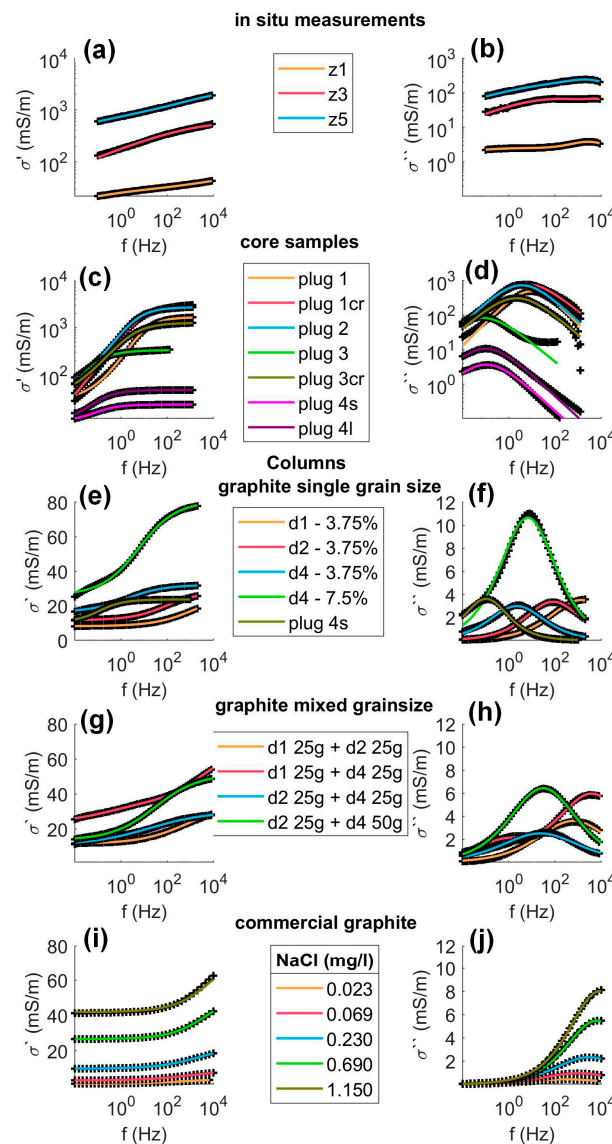 in situ measurements
(a)
(b)
10⁴
10³
10²
σ' (mS/m)
10⁰ 10² 10⁴
f (Hz)
z1
z3
z5
10³
10²
10¹
10⁰
σ`` (mS/m)
10⁰ 10² 10⁴
f (Hz)
core samples
(c)
(d)
10⁴
10³
10²
σ' (mS/m)
10⁰ 10² 10⁴
f (Hz)
plug 1
plug 1cr
plug 2
plug 3
plug 3cr
plug 4s
plug 4l
10³
10²
10¹
10⁰
σ`` (mS/m)
10⁰ 10² 10⁴
f (Hz)
Columns
graphite single grain size
(e)
(f)
80
60
40
20
0
σ` (mS/m)
10⁰ 10² 10⁴
f (Hz)
d1 - 3.75%
d2 - 3.75%
d4 - 3.75%
d4 - 7.5%
plug 4s
12
10
8
6
4
2
0
σ`` (mS/m)
10⁰ 10² 10⁴
f (Hz)
graphite mixed grainsize
(g)
(h)
80
60
40
20
σ` (mS/m)
10⁰ 10² 10⁴
f (Hz)
d1 25g + d2 25g
d1 25g + d4 25g
d2 25g + d4 25g
d2 25g + d4 50g
12
10
8
6
4
2
σ`` (mS/m)
10⁰ 10² 10⁴
f (Hz)
commercial graphite
(i)
(j)
80
60
40
20
σ` (mS/m)
10⁰ 10² 10⁴
f (Hz)
NaCl (mg/l)
0.023
0.069
0.230
0.690
1.150
12
10
8
6
4
2
σ`` (mS/m)
10⁰ 10² 10⁴
f (Hz)